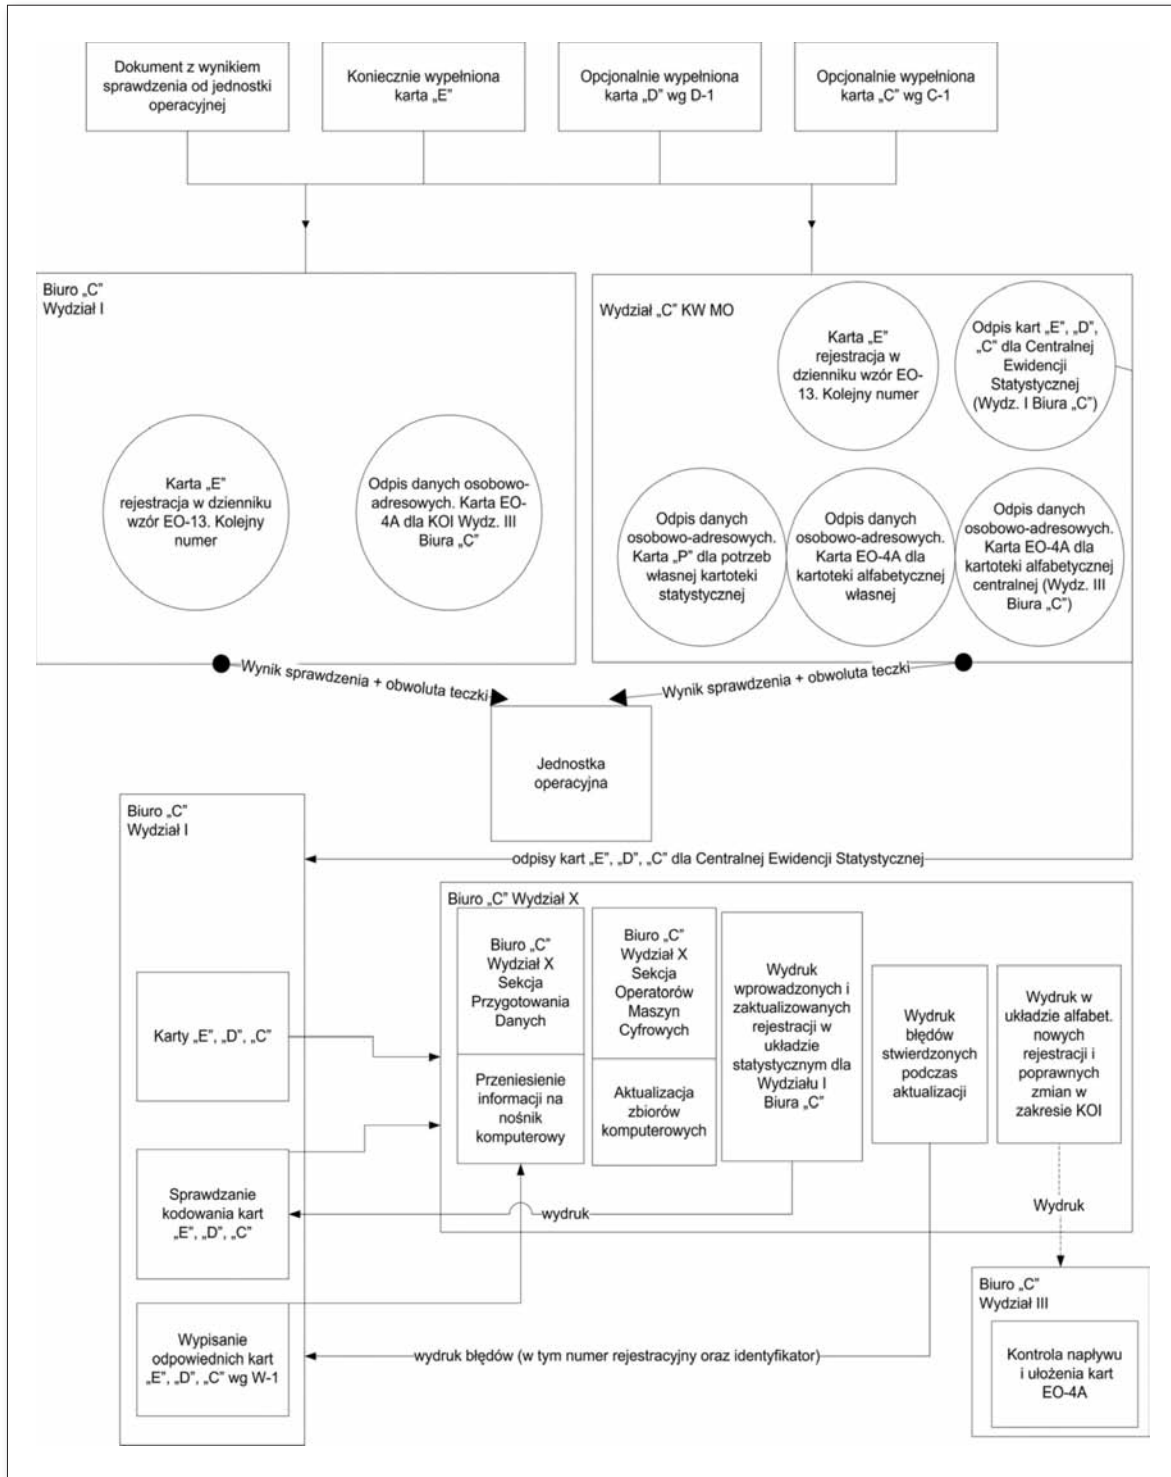 Dokument z wynikiem
sprawdzenia od jednostki
operacyjnej
Koniecznie wypełniona
karta „E”
Opcjonalnie wypełniona
karta „D” wg D-1
Opcjonalnie wypełniona
karta „C” wg C-1
Biuro „C”
Wydział I
Karta „E”
rejestracja w dzienniku
wzór EO-13. Kolejny
numer
Odpis danych osobowo-
adresowych. Karta EO-
4A dla KOI Wydz. III
Biura „C”
Wydział „C” KW MO
Karta „E”
rejestracja w
dzienniku wzór EO-
13. Kolejny numer
Odpis kart „E”, „D”,
„C” dla Centralnej
Ewidencji
Statystycznej
(Wydz. I Biura „C”)
Odpis danych
osobowo-adresowych.
Karta „P” dla potrzeb
własnej kartoteki
statystycznej
Odpis danych
osobowo-adresowych.
Karta EO-4A dla
kartoteki alfabetycznej
własnej
Odpis danych
osobowo-adresowych.
Karta EO-4A dla
kartoteki alfabetycznej
centralnej (Wydz. III
Biura „C”)
Wynik sprawdzenia + obwoluta teczki
Wynik sprawdzenia + obwoluta teczki
Jednostka
operacyjna
Biuro „C”
Wydział I
odpisy kart „E”, „D”, „C” dla Centralnej Ewidencji Statystycznej
Biuro „C” Wydział X
Biuro „C”
Wydział X
Sekcja
Przygotowania
Danych
Przeniesienie
informacji na
nośnik
komputerowy
Biuro „C”
Wydział X
Sekcja
Operatorów
Maszyn
Cyfrowych
Aktualizacja
zbiorów
komputerowych
Wydruk
wprowadzonych i
zaktualizowanych
rejestracji w
układzie
statystycznym dla
Wydziału I
Biura „C”
Wydruk
błędów
stwierdzonych
podczas
aktualizacji
Wydruk w
układzie alfabet.
nowych
rejestracji i
poprawnych
zmian w
zakresie KOI
Karty „E”, „D”, „C”
Sprawdzanie
kodowania kart
„E”, „D”, „C”
wydruk
Wydruk
Wypisanie
odpowiednich kart
„E”, „D”, „C” wg W-1
wydruk błędów (w tym numer rejestracyjny oraz identyfikator)
Biuro „C”
Wydział III
Kontrola napływu
i ułożenia kart
EO-4A